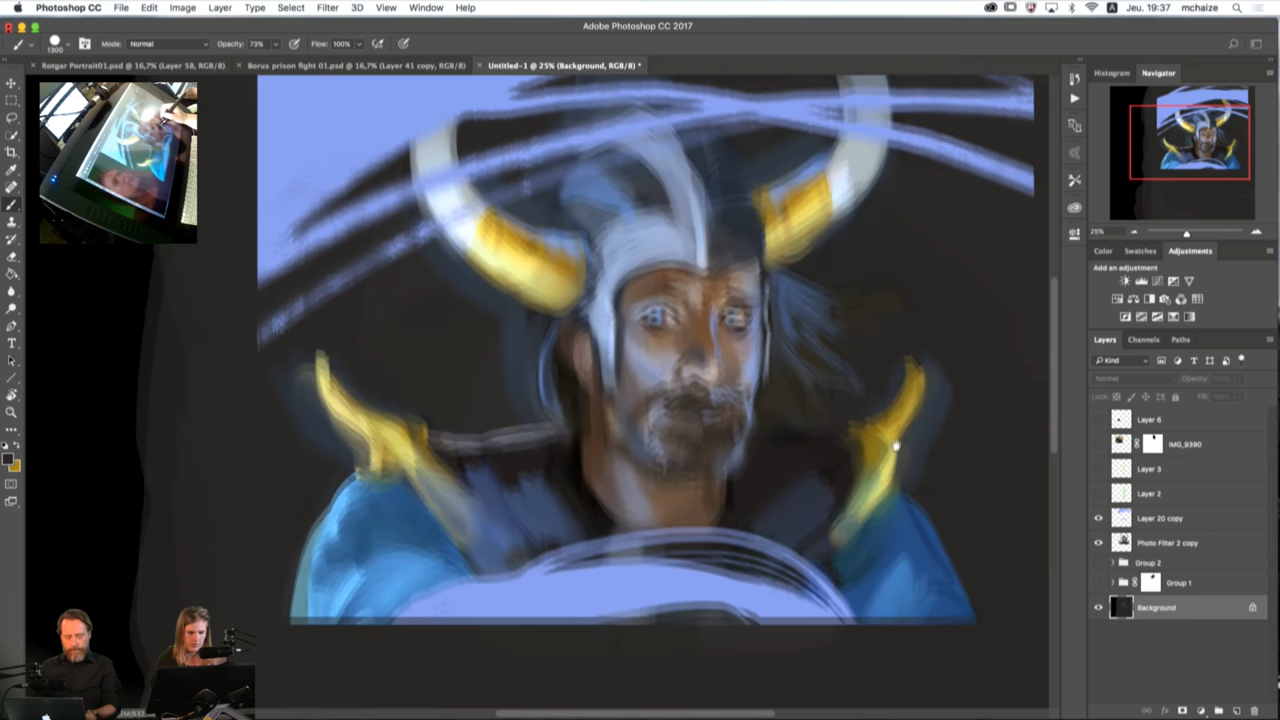 Photoshop CC File Edit Image Layer Type Select Filter 3D View Window Help Jeu. 19:37 mchaize
Adobe Photoshop CC 2017
1300 Mode: Normal Opacity: 73% Flow: 100%
Rotgar Portrait01.psd @ 16,7% (Layer 58, RGB/8) Borus prison fight 01.psd @ 16,7% (Layer 41 copy, RGB/8) Untitled-1 @ 25% (Background, RGB/8) *
Histogram Navigator
25%
Color Swatches Adjustments
Add an adjustment
Layers Channels Paths
Kind
Normal Opacity:
Lock: Fill:
Layer 6
IMG_9390
Layer 3
Layer 2
Layer 20 copy
Photo Filter 2 copy
Group 2
Group 1
Background